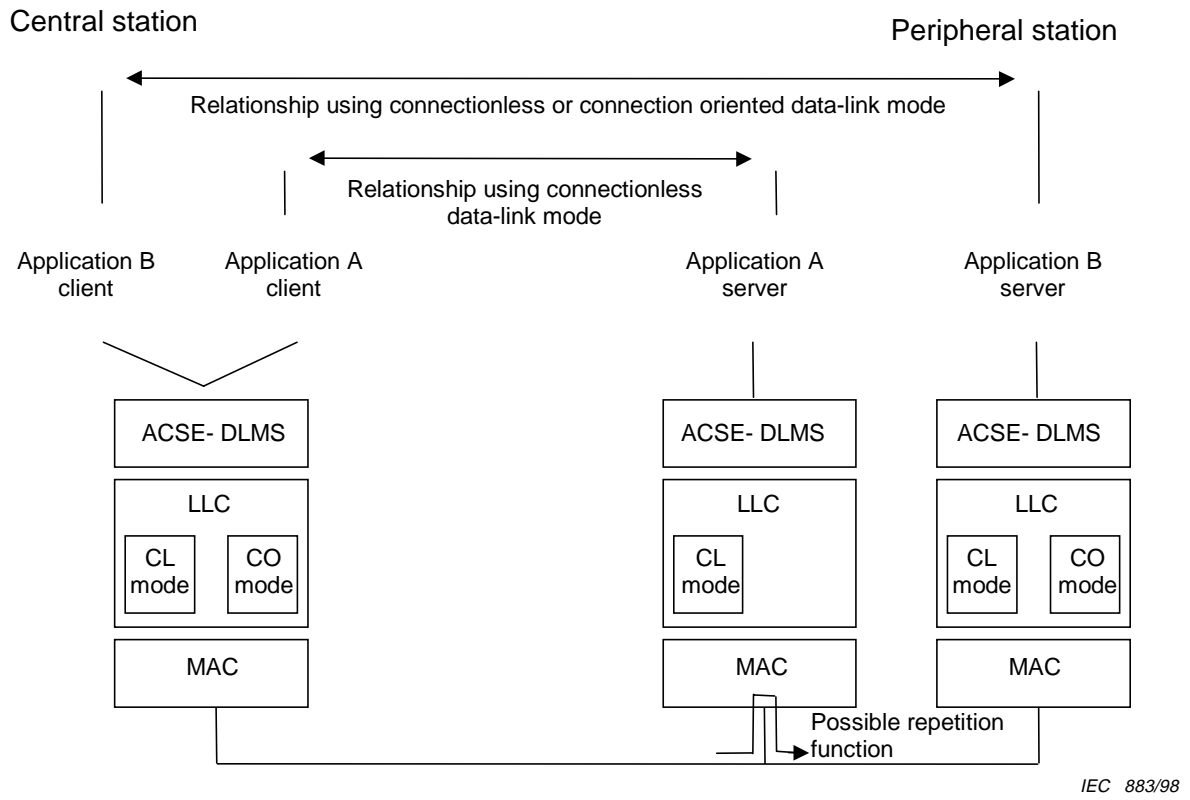 Central station
Peripheral station
Relationship using connectionless or connection oriented data-link mode
Relationship using connectionless
data-link mode
Application B
client
Application A
client
Application A
server
Application B
server
ACSE- DLMS
ACSE- DLMS
ACSE- DLMS
LLC
LLC
LLC
CL
mode
CO
mode
CL
mode
CL
mode
CO
mode
MAC
MAC
MAC
Possible repetition
function
IEC 883/98